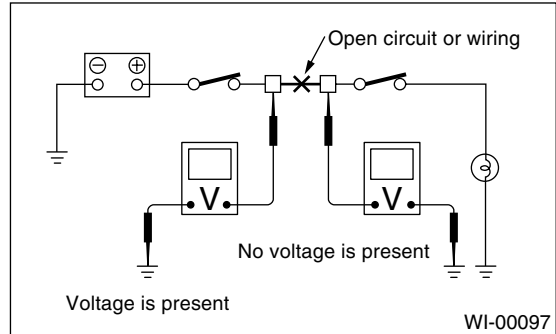 Open circuit or wiring
⊖ ⊕
V
V
No voltage is present
Voltage is present
WI-00097